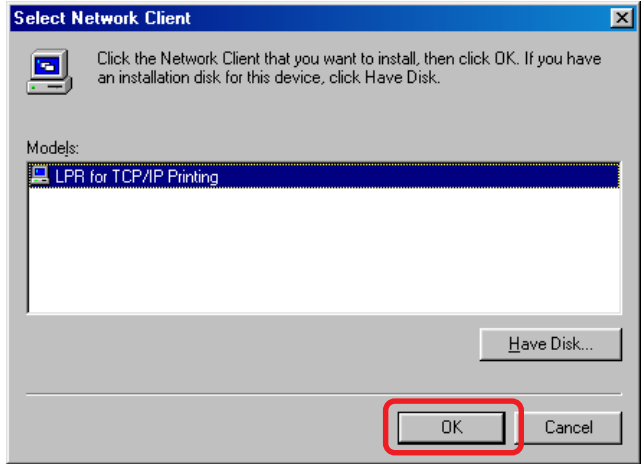 Select Network Client
Click the Network Client that you want to install, then click OK. If you have
an installation disk for this device, click Have Disk.
Models:
LPR for TCP/IP Printing
Have Disk...
OK
Cancel